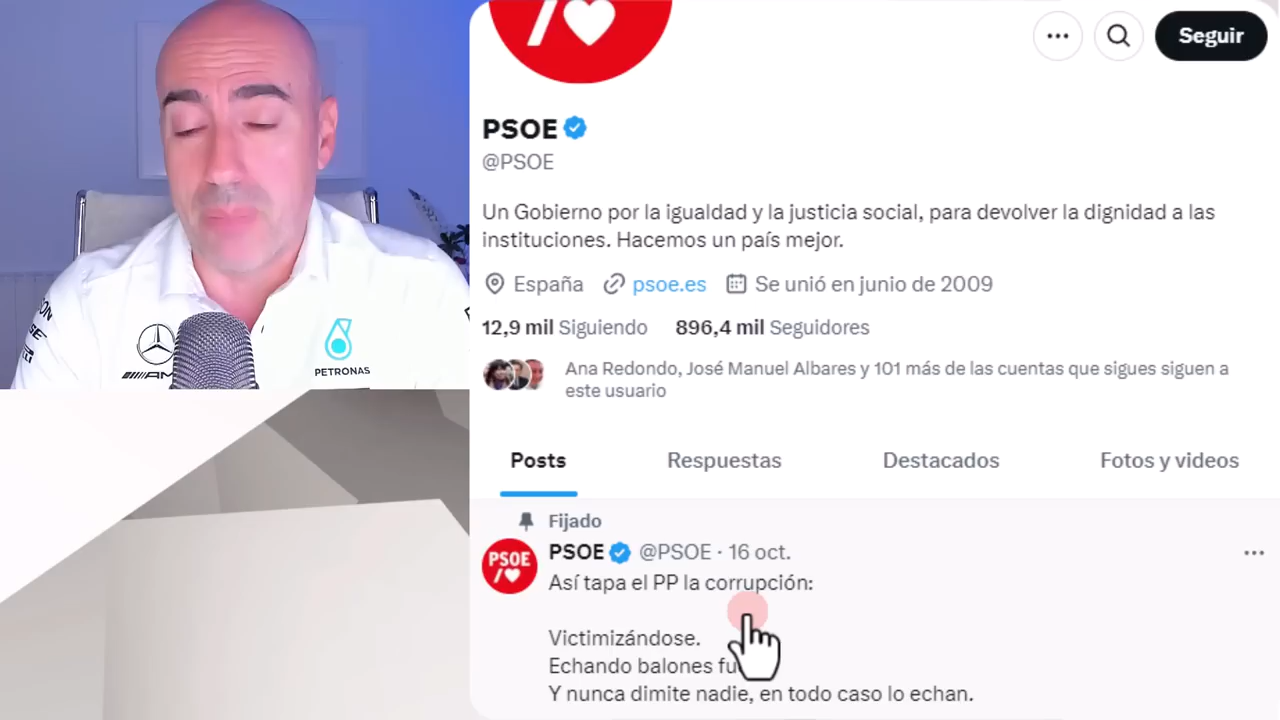 Seguir
PSOE
@PSOE
Un Gobierno por la igualdad y la justicia social, para devolver la dignidad a las
instituciones. Hacemos un país mejor.
España psoe.es Se unió en junio de 2009
12,9 mil Siguiendo 896,4 mil Seguidores
Ana Redondo, José Manuel Albares y 101 más de las cuentas que sigues siguen a
este usuario
Posts Respuestas Destacados Fotos y videos
Fijado
PSOE @PSOE · 16 oct.
PSOE
Así tapa el PP la corrupción:
Victimizándose.
Echando balones
Y nunca dimite nadie, en todo caso lo echan.
PETRONAS